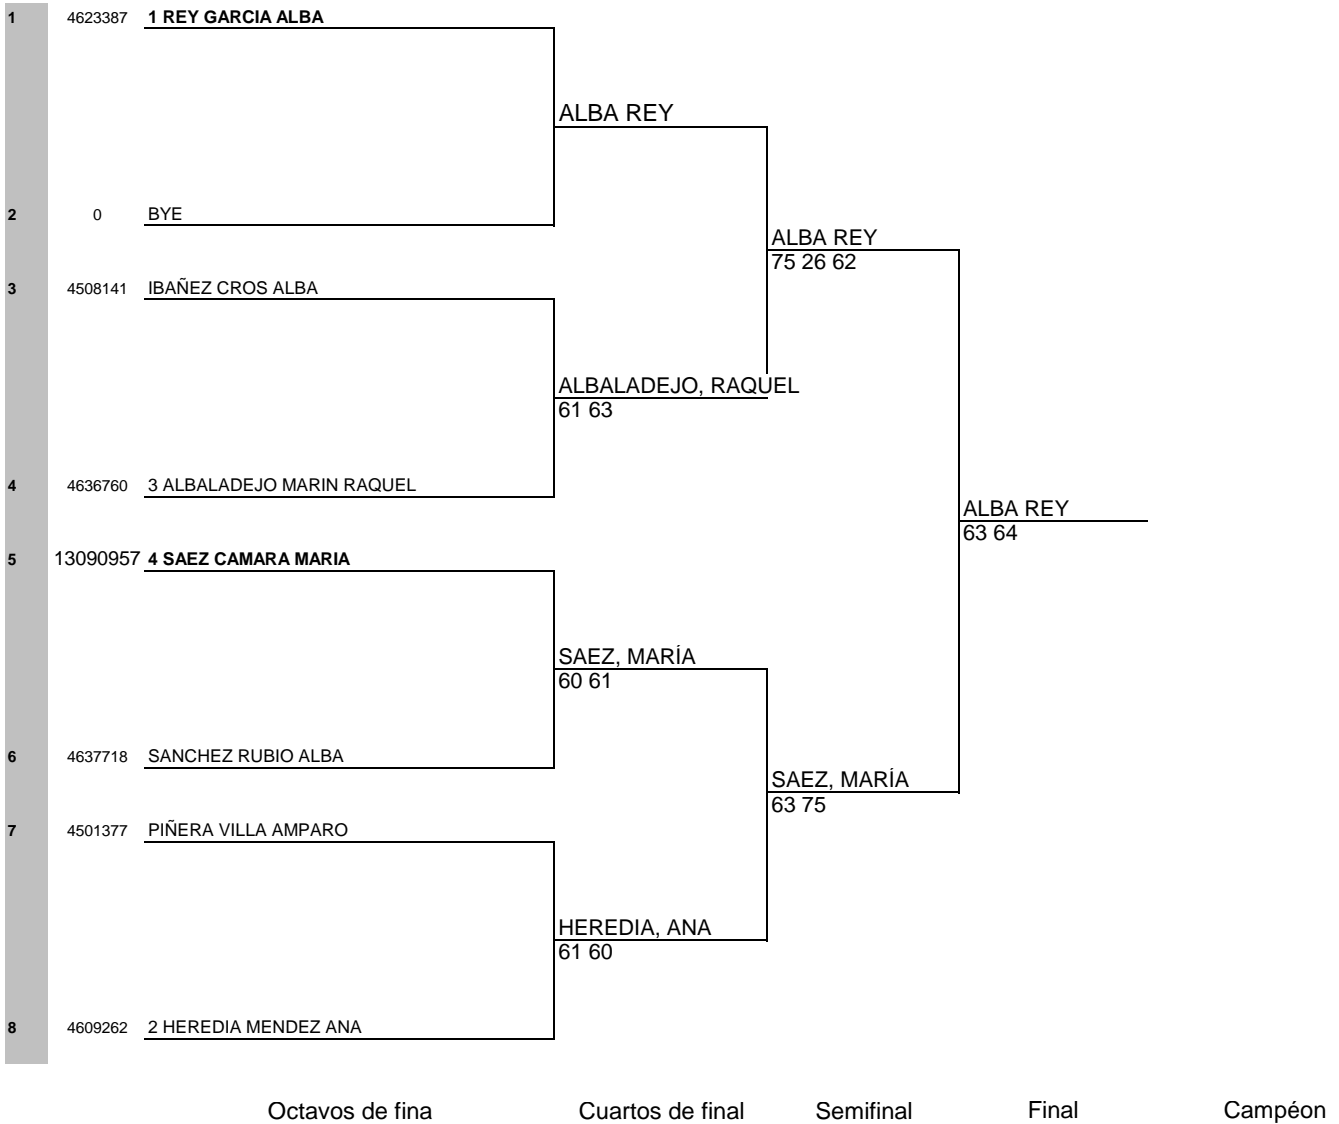 1 4623387 1 REY GARCIA ALBA
ALBA REY
2 0 BYE
ALBA REY
75 26 62
3 4508141 IBAÑEZ CROS ALBA
ALBALADEJO, RAQUEL
61 63
4 4636760 3 ALBALADEJO MARIN RAQUEL
ALBA REY
63 64
5 13090957 4 SAEZ CAMARA MARIA
SAEZ, MARÍA
60 61
6 4637718 SANCHEZ RUBIO ALBA
SAEZ, MARÍA
63 75
7 4501377 PIÑERA VILLA AMPARO
HEREDIA, ANA
61 60
8 4609262 2 HEREDIA MENDEZ ANA
Octavos de fina Cuartos de final Semifinal Final Campéon